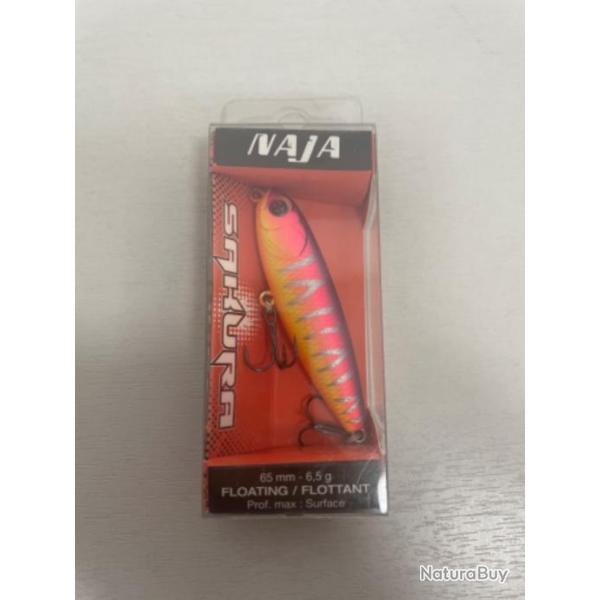 NAJA
SAKURA
65 mm - 6,5 g
FLOATING / FLOTTANT
Prof. max : Surface
NaturaBuy